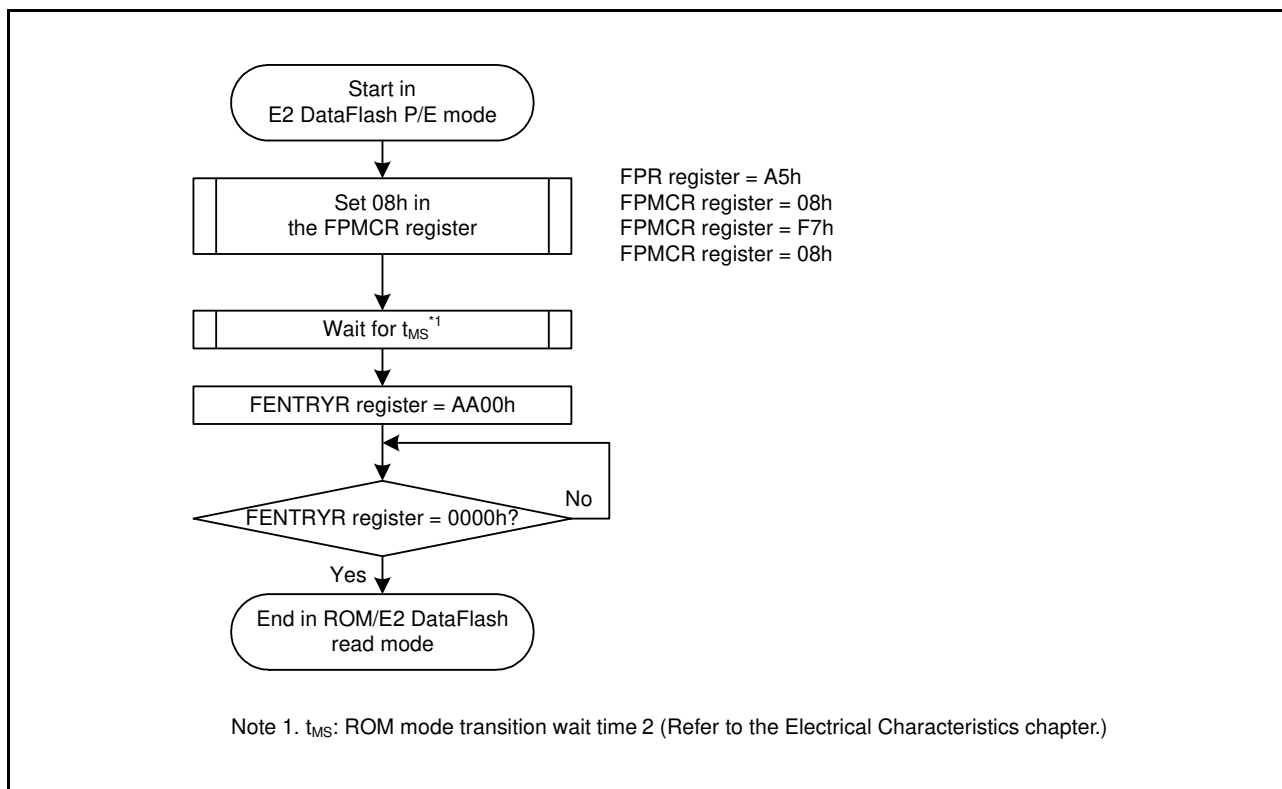 Start in
E2 DataFlash P/E mode
Set 08h in
the FPMCR register
FPR register = A5h
FPMCR register = 08h
FPMCR register = F7h
FPMCR register = 08h
Wait for tMS*1
FENTRYR register = AA00h
FENTRYR register = 0000h?
No
Yes
End in ROM/E2 DataFlash
read mode
Note 1. tMS: ROM mode transition wait time 2 (Refer to the Electrical Characteristics chapter.)